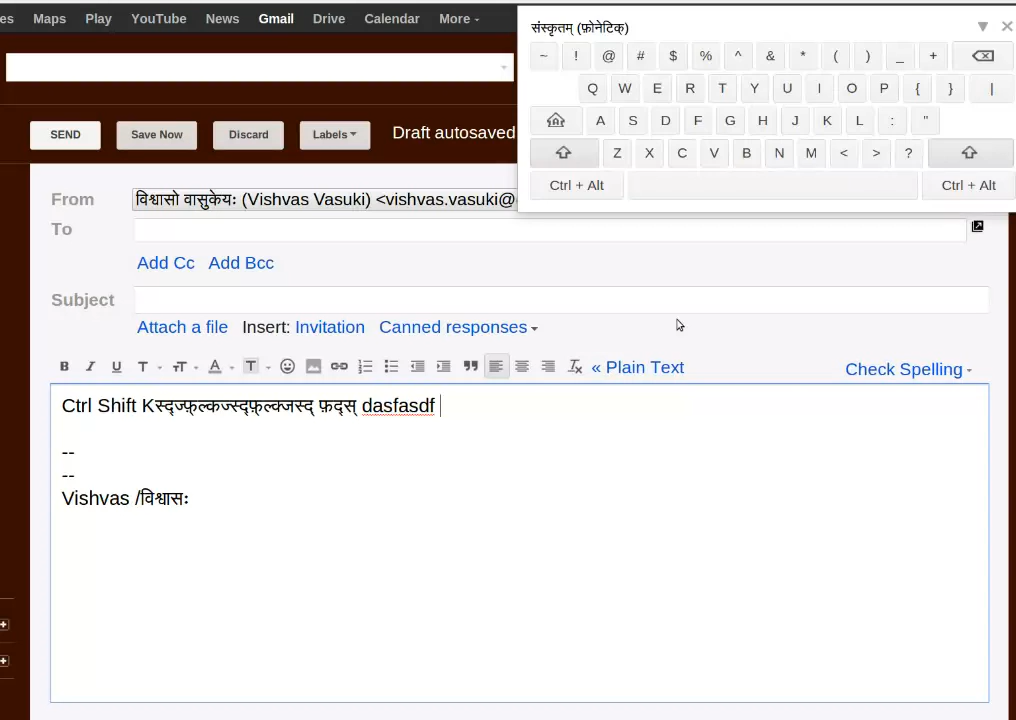 es Maps Play YouTube News Gmail Drive Calendar More
संस्कृतम् (फ़ोनेटिक्)
~ ! @ # $ % ^ & * ( ) _ +
Q W E R T Y U I O P { } |
A S D F G H J K L : "
Z X C V B N M < > ?
Ctrl + Alt Ctrl + Alt
SEND Save Now Discard Labels Draft autosaved
From विश्वासो वासुकेयः (Vishvas Vasuki) <vishvas.vasuki@
To
Add Cc Add Bcc
Subject
Attach a file Insert: Invitation Canned responses
B I U T TT A T « Plain Text Check Spelling
Ctrl Shift Kस्द्ज्फ़्ल्कज्स्द्फ़्ल्क्जस्द् फ़द्स् dasfasdf
--
--
Vishvas /विश्वासः